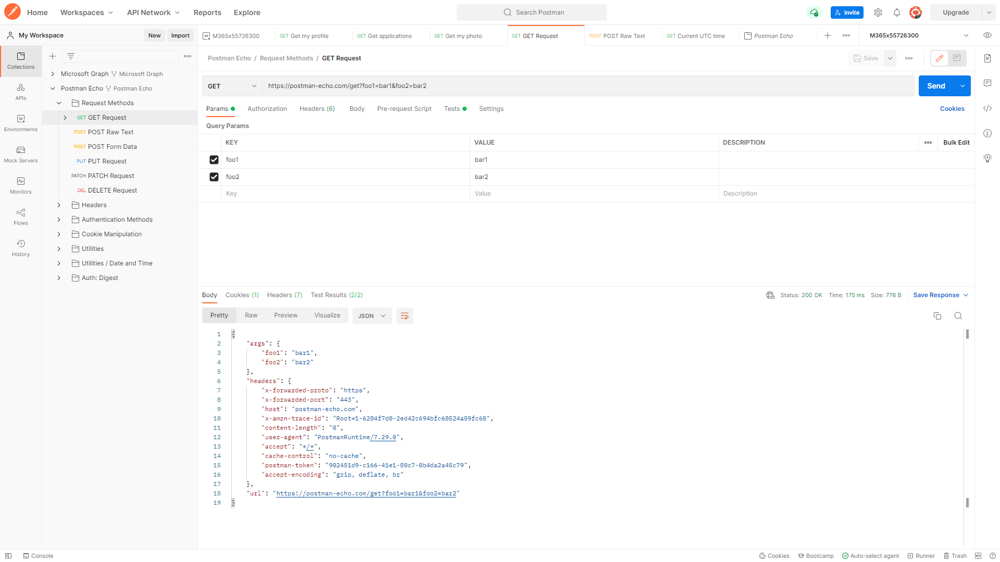 Home
Workspaces
API Network
Reports
Explore
Search Postman
Invite
Upgrade
My Workspace
New
Import
M365x55726300
GET Get my profile
GET Get applications
GET Get my photo
GET GET Request
POST POST Raw Text
GET Current UTC time
Postman Echo
M365x55726300
Collections
APIs
Environments
Mock Servers
Monitors
Flows
History
Microsoft Graph Microsoft Graph
Postman Echo Postman Echo
Request Methods
GET GET Request
POST POST Raw Text
POST POST Form Data
PUT PUT Request
PATCH PATCH Request
DEL DELETE Request
Headers
Authentication Methods
Cookie Manipulation
Utilities
Utilities / Date and Time
Auth: Digest
Postman Echo / Request Methods / GET Request
Save
GET
https://postman-echo.com/get?foo1=bar1&foo2=bar2
Send
Params
Authorization
Headers (6)
Body
Pre-request Script
Tests
Settings
Cookies
Query Params
KEY VALUE DESCRIPTION
Bulk Edit
foo1 bar1
foo2 bar2
Key Value Description
Body
Cookies (1)
Headers (7)
Test Results (2/2)
Status: 200 OK
Time: 175 ms
Size: 776 B
Save Response
Pretty
Raw
Preview
Visualize
JSON
1 {
2 "args": {
3 "foo1": "bar1",
4 "foo2": "bar2"
5 },
6 "headers": {
7 "x-forwarded-proto": "https",
8 "x-forwarded-port": "443",
9 "host": "postman-echo.com",
10 "x-amzn-trace-id": "Root=1-6284f7d0-2ed42c694bfc68524a59fc60",
11 "content-length": "0",
12 "user-agent": "PostmanRuntime/7.29.0",
13 "accept": "*/*",
14 "cache-control": "no-cache",
15 "postman-token": "902451d9-c166-41e1-80c7-0b4da2a45c79",
16 "accept-encoding": "gzip, deflate, br"
17 },
18 "url": "https://postman-echo.com/get?foo1=bar1&foo2=bar2"
19 }
Console
Cookies
Bootcamp
Auto-select agent
Runner
Trash